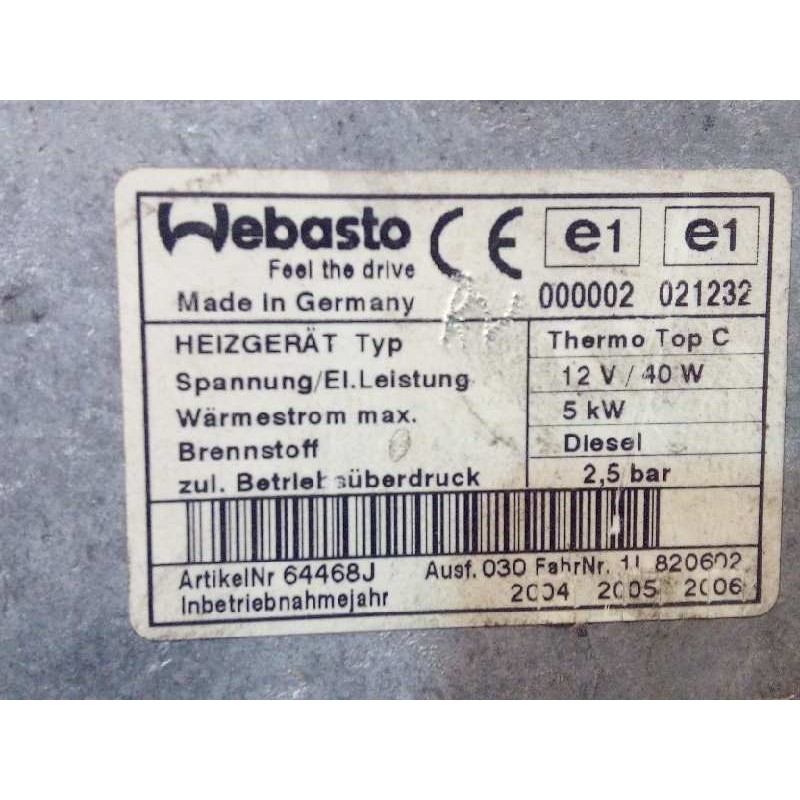 Webasto CE e1 e1
Feel the drive
Made in Germany 000002 021232
HEIZGERÄT Typ Thermo Top C
Spannung/El.Leistung 12 V / 40 W
Wärmestrom max. 5 kW
Brennstoff Diesel
zul. Betriebsüberdruck 2,5 bar
ArtikelNr 64468J Ausf. 030 FahrNr. 820602
Inbetriebnahmejahr 2004 2005 2006